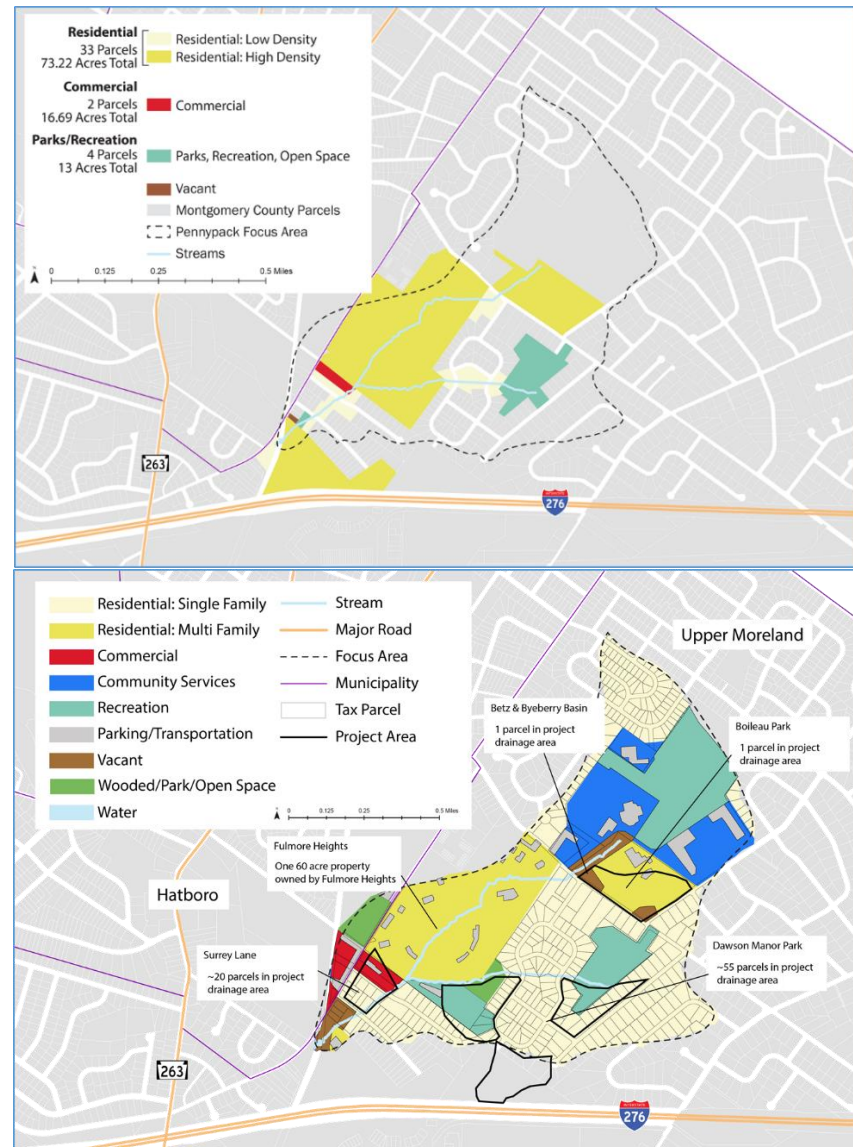 Residential
33 Parcels
73.22 Acres Total
Residential: Low Density
Residential: High Density
Commercial
2 Parcels
16.69 Acres Total
Commercial
Parks/Recreation
4 Parcels
13 Acres Total
Parks, Recreation, Open Space
Vacant
Montgomery County Parcels
Pennypack Focus Area
Streams
0 0.125 0.25 0.5 Miles
263
276
Residential: Single Family
Residential: Multi Family
Commercial
Community Services
Recreation
Parking/Transportation
Vacant
Wooded/Park/Open Space
Water
Stream
Major Road
Focus Area
Municipality
Tax Parcel
Project Area
0 0.125 0.25 0.5 Miles
Upper Moreland
Betz & Byeberry Basin
1 parcel in project
drainage area
Boileau Park
1 parcel in project
drainage area
Fulmore Heights
One 60 acre property
owned by Fulmore Heights
Hatboro
Surrey Lane
~20 parcels in project
drainage area
Dawson Manor Park
~55 parcels in project
drainage area
263
276